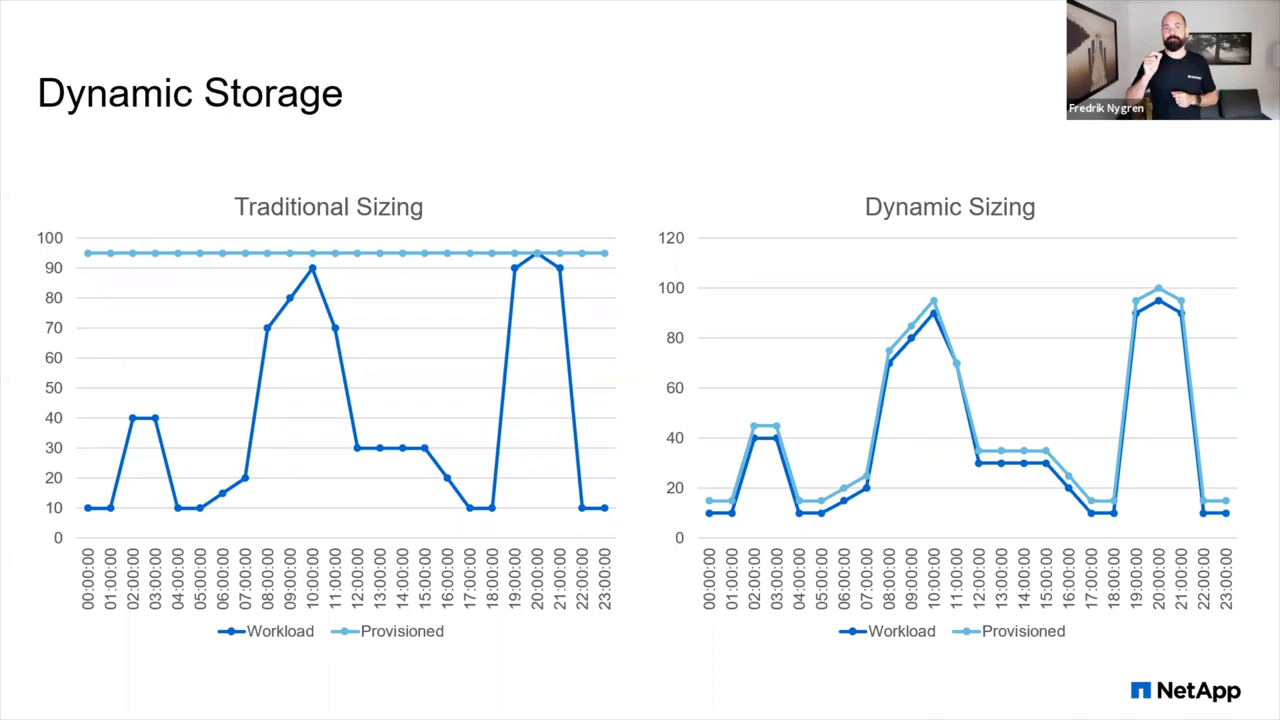 Fredrik Nygren
Dynamic Storage
Traditional Sizing
100
90
80
70
60
50
40
30
20
10
0
00:00:00 01:00:00 02:00:00 03:00:00 04:00:00 05:00:00 06:00:00 07:00:00 08:00:00 09:00:00 10:00:00 11:00:00 12:00:00 13:00:00 14:00:00 15:00:00 16:00:00 17:00:00 18:00:00 19:00:00 20:00:00 21:00:00 22:00:00 23:00:00
Workload Provisioned
Dynamic Sizing
120
100
80
60
40
20
0
00:00:00 01:00:00 02:00:00 03:00:00 04:00:00 05:00:00 06:00:00 07:00:00 08:00:00 09:00:00 10:00:00 11:00:00 12:00:00 13:00:00 14:00:00 15:00:00 16:00:00 17:00:00 18:00:00 19:00:00 20:00:00 21:00:00 22:00:00 23:00:00
Workload Provisioned
NetApp